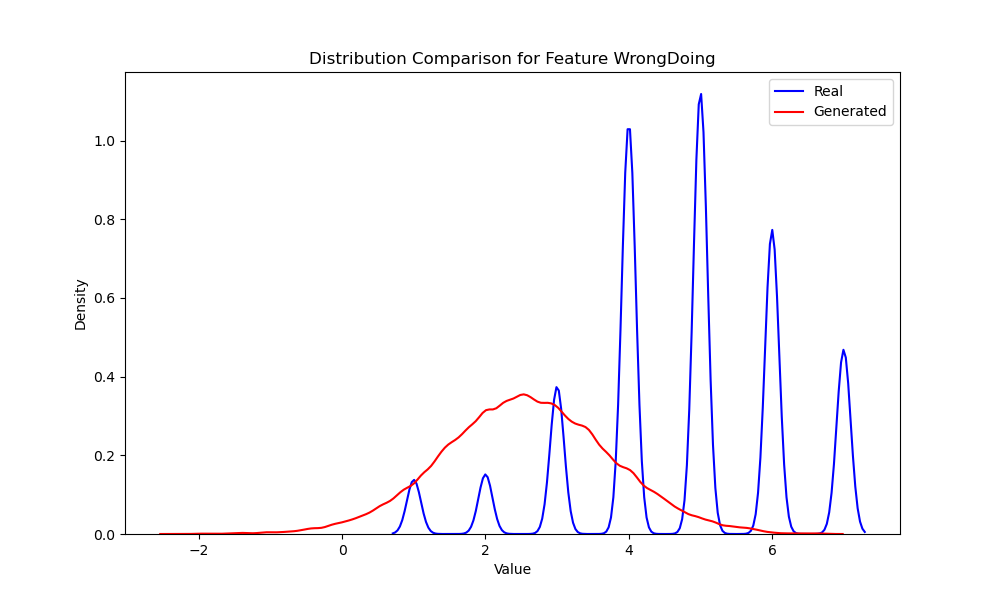 Distribution Comparison for Feature WrongDoing
Real
Generated
Density
1.0
0.8
0.6
0.4
0.2
0.0
−2
0
2
4
6
Value